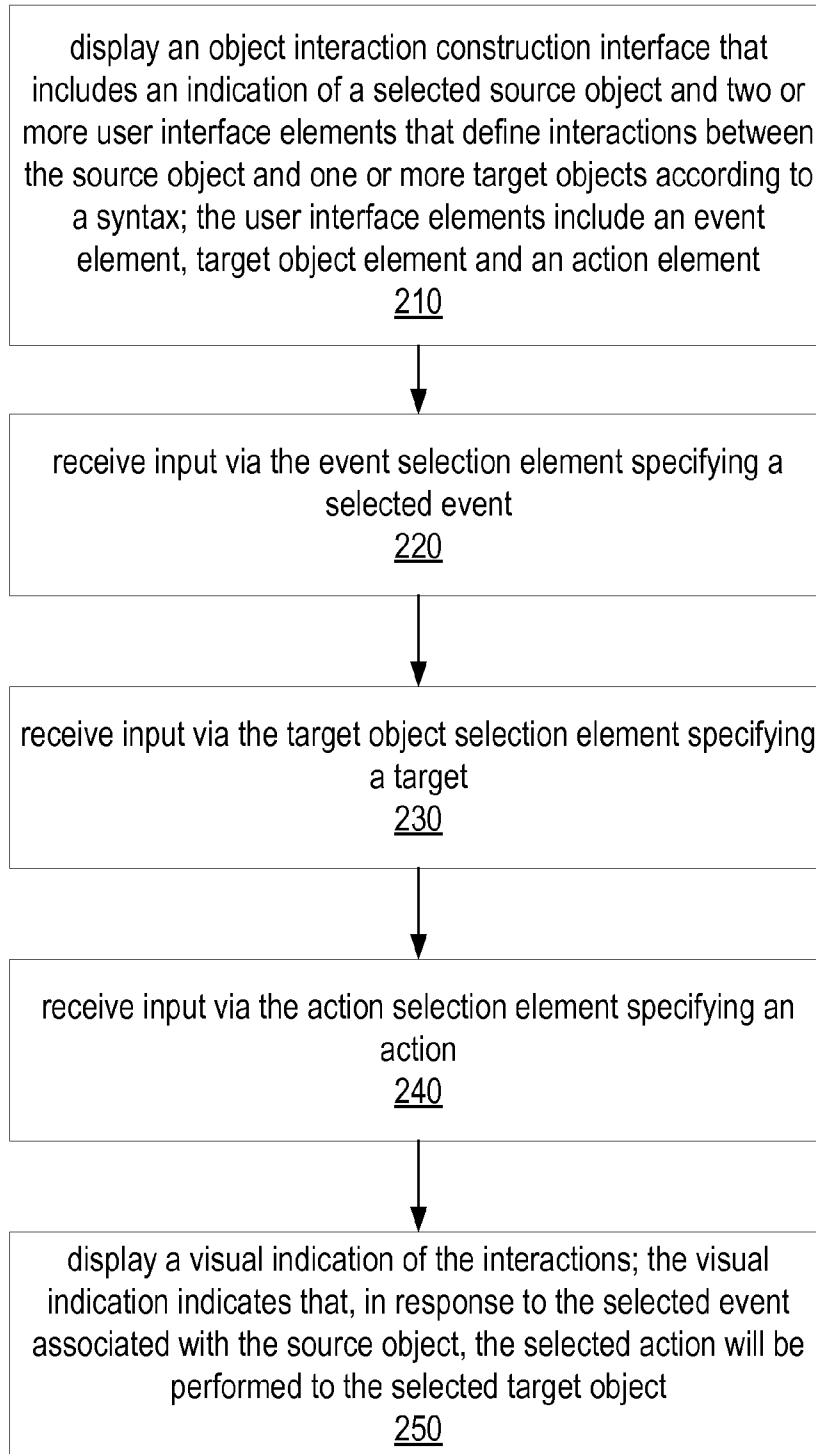 display an object interaction construction interface that
includes an indication of a selected source object and two or
more user interface elements that define interactions between
the source object and one or more target objects according to
a syntax; the user interface elements include an event
element, target object element and an action element
210
receive input via the event selection element specifying a
selected event
220
receive input via the target object selection element specifying
a target
230
receive input via the action selection element specifying an
action
240
display a visual indication of the interactions; the visual
indication indicates that, in response to the selected event
associated with the source object, the selected action will be
performed to the selected target object
250